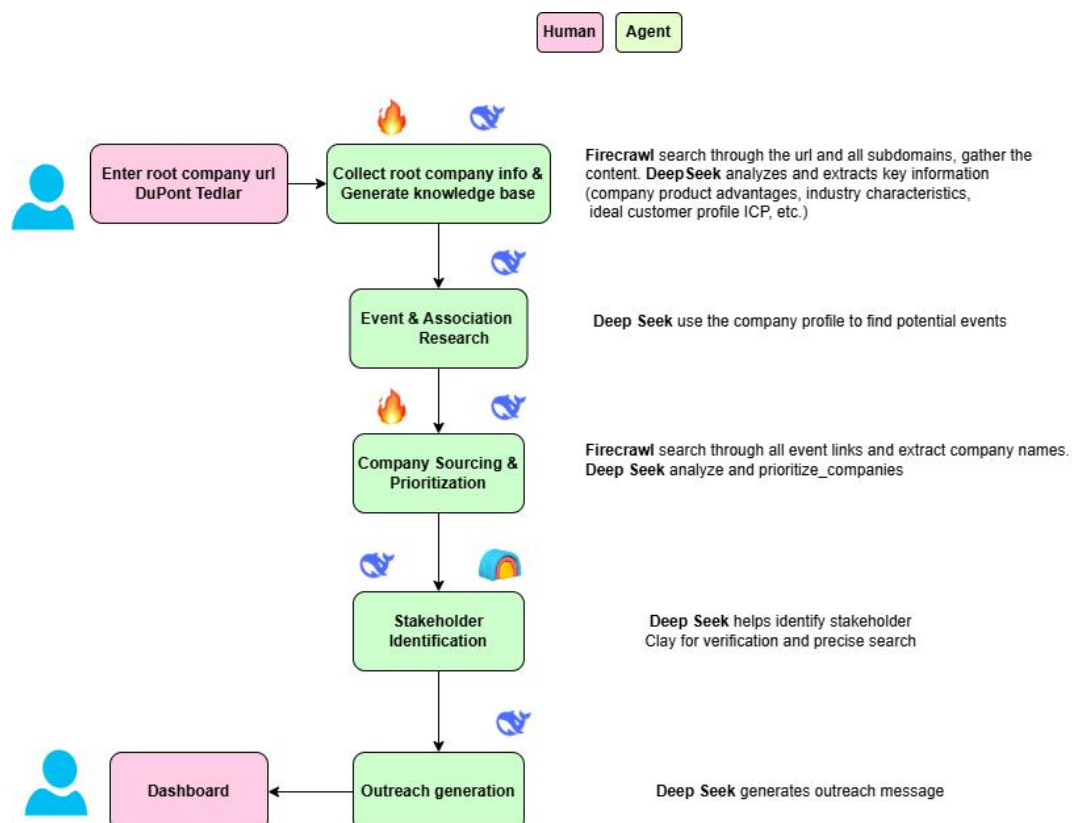 Human
Agent
Enter root company url
DuPont Tedlar
Collect root company info &
Generate knowledge base
Firecrawl search through the url and all subdomains, gather the
content. DeepSeek analyzes and extracts key information
(company product advantages, industry characteristics,
ideal customer profile ICP, etc.)
Event & Association
Research
Deep Seek use the company profile to find potential events
Company Sourcing &
Prioritization
Firecrawl search through all event links and extract company names.
Deep Seek analyze and prioritize_companies
Stakeholder
Identification
Deep Seek helps identify stakeholder
Clay for verification and precise search
Dashboard
Outreach generation
Deep Seek generates outreach message